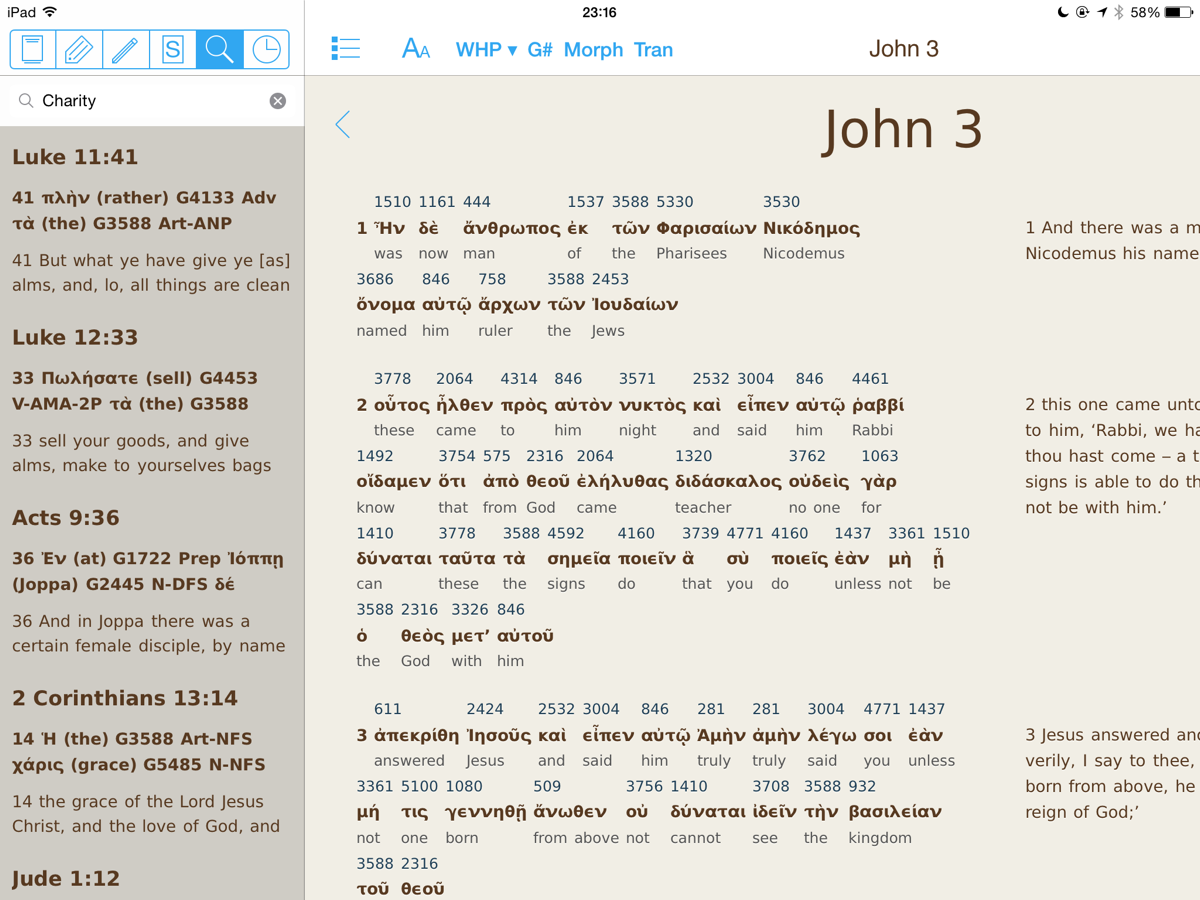 iPad 23:16 58%
WHP ▾ G# Morph Tran John 3
Charity
Luke 11:41
41 πλὴν (rather) G4133 Adv
τὰ (the) G3588 Art-ANP
41 But what ye have give ye [as]
alms, and, lo, all things are clean
Luke 12:33
33 Πωλήσατε (sell) G4453
V-AMA-2P τὰ (the) G3588
33 sell your goods, and give
alms, make to yourselves bags
Acts 9:36
36 Ἐν (at) G1722 Prep Ἰόππῃ
(Joppa) G2445 N-DFS δέ
36 And in Joppa there was a
certain female disciple, by name
2 Corinthians 13:14
14 Ἡ (the) G3588 Art-NFS
χάρις (grace) G5485 N-NFS
14 the grace of the Lord Jesus
Christ, and the love of God, and
Jude 1:12
John 3
1510 1161 444 1537 3588 5330 3530
1 Ἦν δὲ ἄνθρωπος ἐκ τῶν Φαρισαίων Νικόδημος
was now man of the Pharisees Nicodemus
3686 846 758 3588 2453
ὄνομα αὐτῷ ἄρχων τῶν Ἰουδαίων
named him ruler the Jews
3778 2064 4314 846 3571 2532 3004 846 4461
2 οὗτος ἦλθεν πρὸς αὐτὸν νυκτὸς καὶ εἶπεν αὐτῷ ῥαββί
these came to him night and said him Rabbi
1492 3754 575 2316 2064 1320 3762 1063
οἴδαμεν ὅτι ἀπὸ θεοῦ ἐλήλυθας διδάσκαλος οὐδεὶς γὰρ
know that from God came teacher no one for
1410 3778 3588 4592 4160 3739 4771 4160 1437 3361 1510
δύναται ταῦτα τὰ σημεῖα ποιεῖν ἃ σὺ ποιεῖς ἐὰν μὴ ᾖ
can these the signs do that you do unless not be
3588 2316 3326 846
ὁ θεὸς μετ’ αὐτοῦ
the God with him
611 2424 2532 3004 846 281 281 3004 4771 1437
3 ἀπεκρίθη Ἰησοῦς καὶ εἶπεν αὐτῷ Ἀμὴν ἀμὴν λέγω σοι ἐὰν
answered Jesus and said him truly truly said you unless
3361 5100 1080 509 3756 1410 3708 3588 932
μή τις γεννηθῇ ἄνωθεν οὐ δύναται ἰδεῖν τὴν βασιλείαν
not one born from above not cannot see the kingdom
3588 2316
τοῦ θεοῦ
1 And there was a m
Nicodemus his name
2 this one came unto
to him, ‘Rabbi, we ha
thou hast come – a t
signs is able to do th
not be with him.’
3 Jesus answered and
verily, I say to thee,
born from above, he
reign of God;’